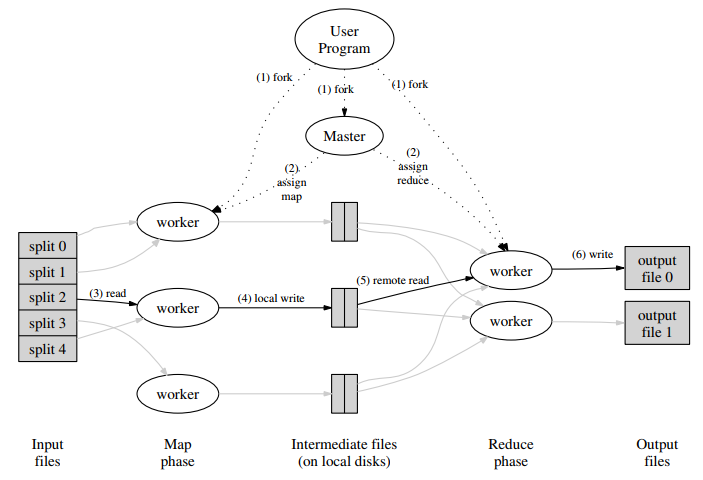 User
Program
(1) fork
(1) fork
(1) fork
Master
(2)
assign
map
(2)
assign
reduce
worker
split 0
split 1
split 2
split 3
split 4
(3) read
worker
(4) local write
(5) remote read
worker
(6) write
output
file 0
worker
output
file 1
worker
Input
files
Map
phase
Intermediate files
(on local disks)
Reduce
phase
Output
files